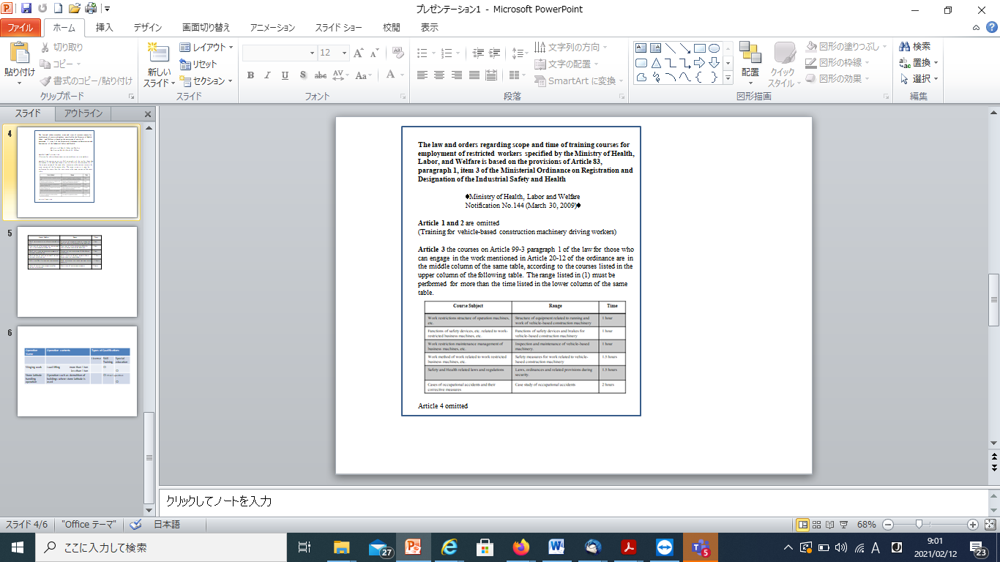 プレゼンテーション1 - Microsoft PowerPoint
ファイル ホーム 挿入 デザイン 画面切り替え アニメーション スライド ショー 校閲 表示
貼り付け
切り取り
コピー
書式のコピー/貼り付け
クリップボード
新しい
スライド
レイアウト
リセット
セクション
スライド
12
B I U S abc AV Aa A
フォント
文字列の方向
文字の配置
SmartArt に変換
段落
配置
クイック
スタイル
図形の塗りつぶし
図形の枠線
図形の効果
図形描画
検索
置換
選択
編集
スライド アウトライン
4
5
6
Operation Name Operation contents Types of Qualification
License Skill Training Special education
Slinging work Load lifting more than 1 ton
less than 1 ton
The law and orders regarding scope and time of training courses for
employment of restricted workers specified by the Ministry of Health,
Labor, and Welfare is based on the provisions of Article 83,
paragraph 1, item 3 of the Ministerial Ordinance on Registration and
Designation of the Industrial Safety and Health
◆Ministry of Health, Labor and Welfare
Notification No.144 (March 30, 2009)◆
Article 1 and 2 are omitted
(Training for vehicle-based construction machinery driving workers)
Article 3 the courses on Article 99-3 paragraph 1 of the law for those who
can engage in the work mentioned in Article 20-12 of the ordinance are in
the middle column of the same table, according to the courses listed in the
upper column of the following table. The range listed in (1) must be
performed for more than the time listed in the lower column of the same
table.
Course Subject Range Time
Work restrictions structure of operation machines, etc. Structure of equipment related to running and work of vehicle-based construction machinery 1 hour
Functions of safety devices, etc. related to work-restricted business machines, etc. Functions of safety devices and brakes for vehicle-based construction machinery 1 hour
Work restriction maintenance management of business machines, etc. Inspection and maintenance of vehicle-based machinery. 1 hour
Work method of work related to work restricted business machines, etc. Safety measures for work related to vehicle-based construction machinery 1.5 hours
Safety and Health related laws and regulations Laws, ordinances and related provisions during security. 1.5 hours
Cases of occupational accidents and their corrective measures Case study of occupational accidents 2 hours
Article 4 omitted
クリックしてノートを入力
スライド 4/6 "Office テーマ" 日本語 68%
ここに入力して検索
27
5
A
9:01
2021/02/12
23